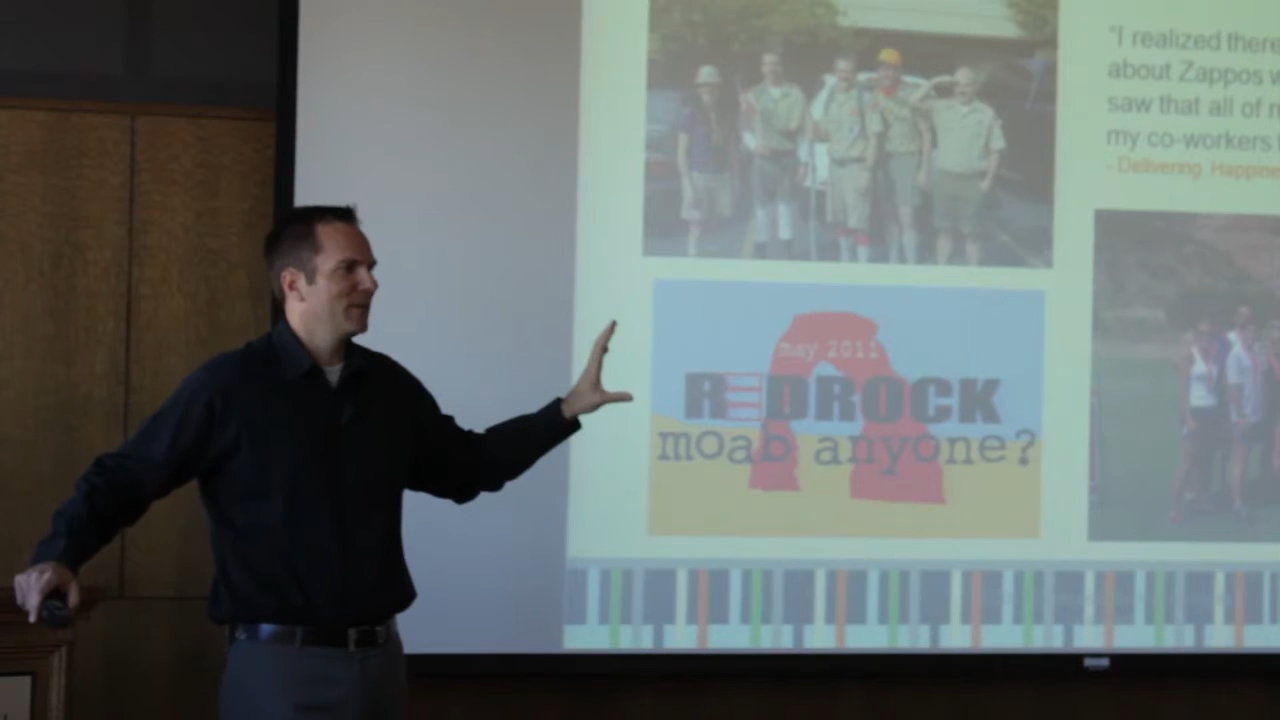 "I realized there
about Zappos w
saw that all of m
my co-workers
- Delivering Happine
may 2011
REDROCK
moab anyone?